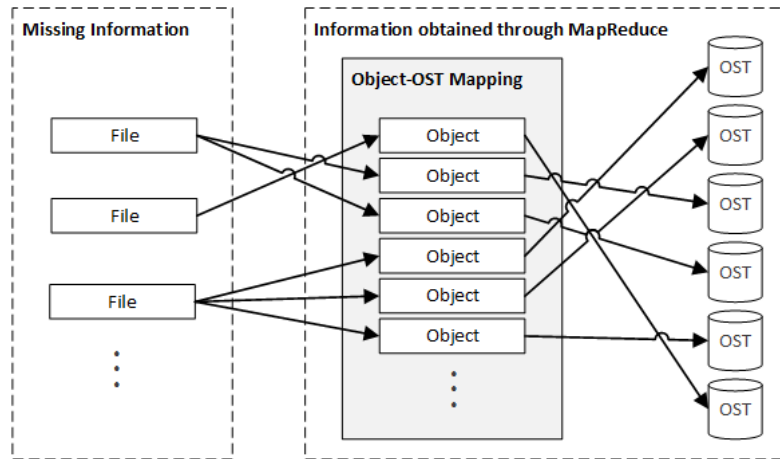 Missing Information
Information obtained through MapReduce
Object-OST Mapping
File
File
File
Object
Object
Object
Object
Object
Object
OST
OST
OST
OST
OST
OST